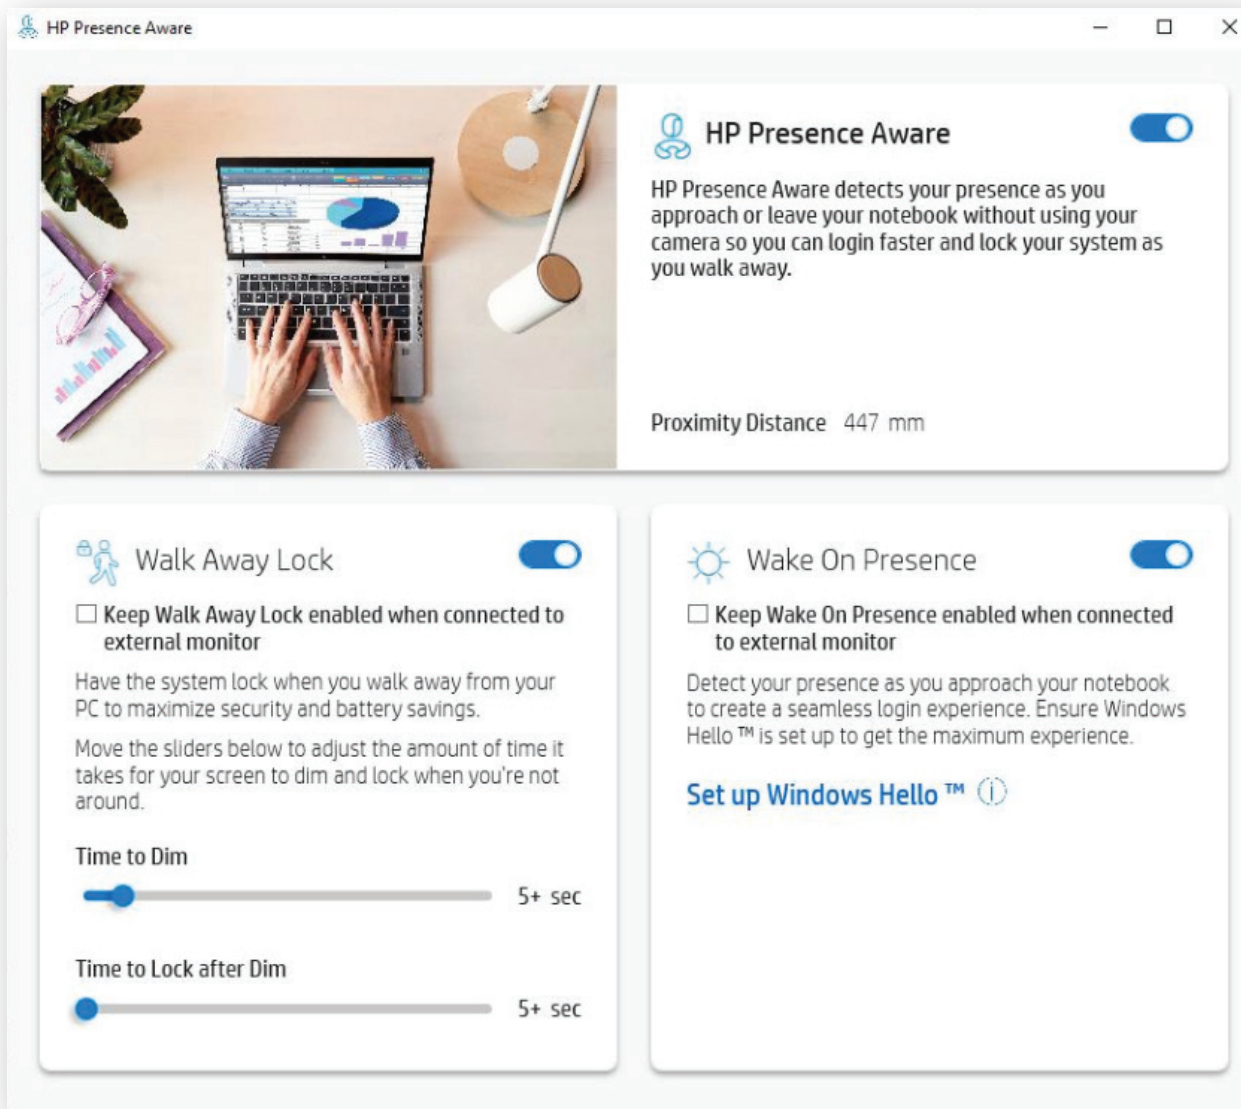 HP Presence Aware
HP Presence Aware
HP Presence Aware detects your presence as you
approach or leave your notebook without using your
camera so you can login faster and lock your system as
you walk away.
Proximity Distance 447 mm
Walk Away Lock
Keep Walk Away Lock enabled when connected to
external monitor
Have the system lock when you walk away from your
PC to maximize security and battery savings.
Move the sliders below to adjust the amount of time it
takes for your screen to dim and lock when you're not
around.
Time to Dim
5+ sec
Time to Lock after Dim
5+ sec
Wake On Presence
Keep Wake On Presence enabled when connected
to external monitor
Detect your presence as you approach your notebook
to create a seamless login experience. Ensure Windows
Hello ™ is set up to get the maximum experience.
Set up Windows Hello ™ ⓘ